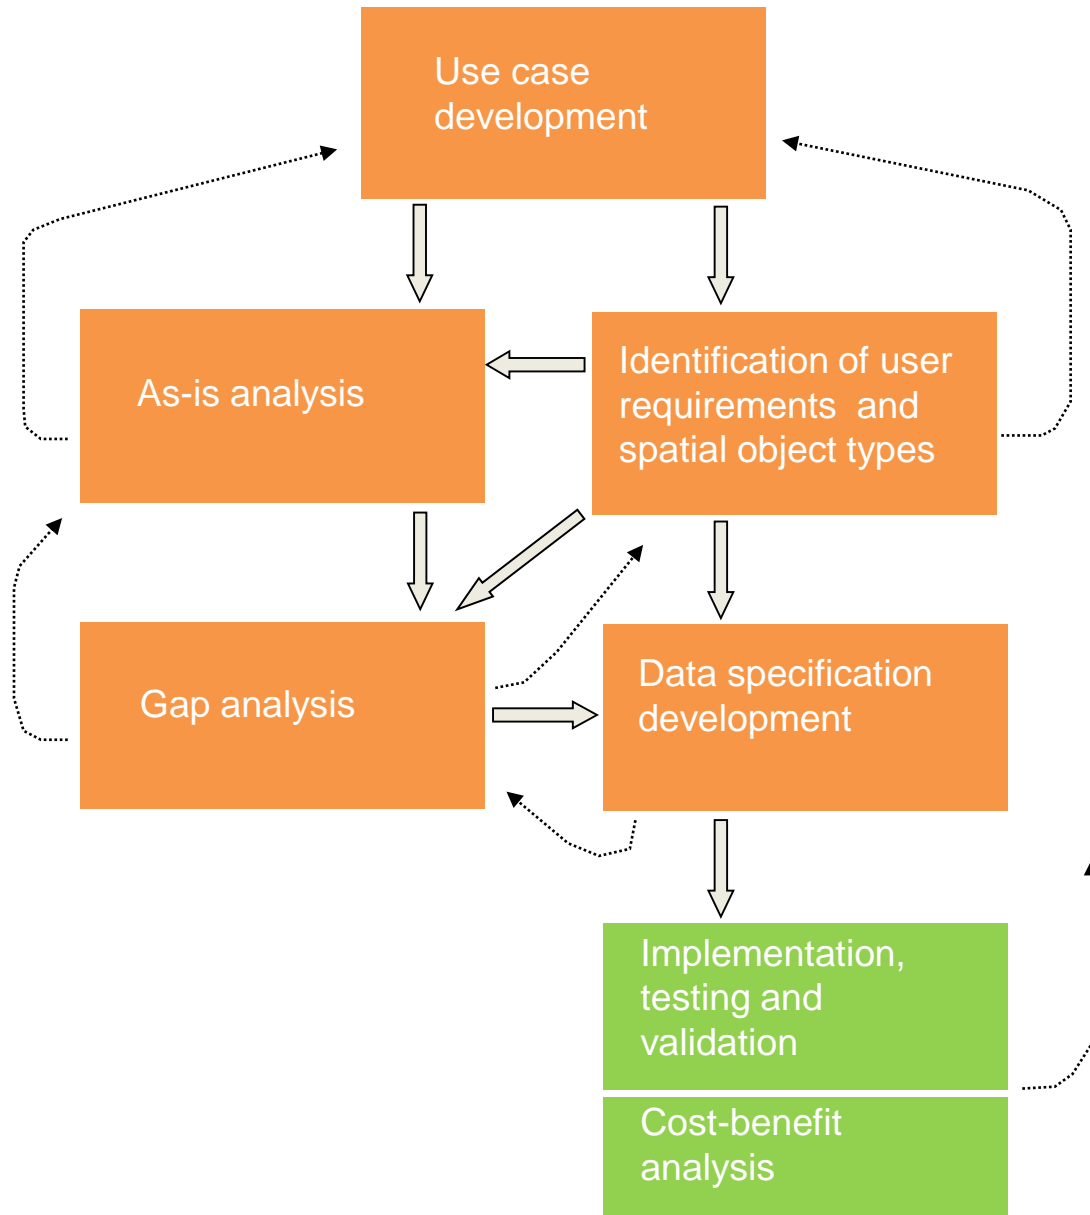 Use case
development
As-is analysis
Identification of user
requirements  and
spatial object types
Gap analysis
Data specification
development
Implementation,
testing and
validation
Cost-benefit
analysis